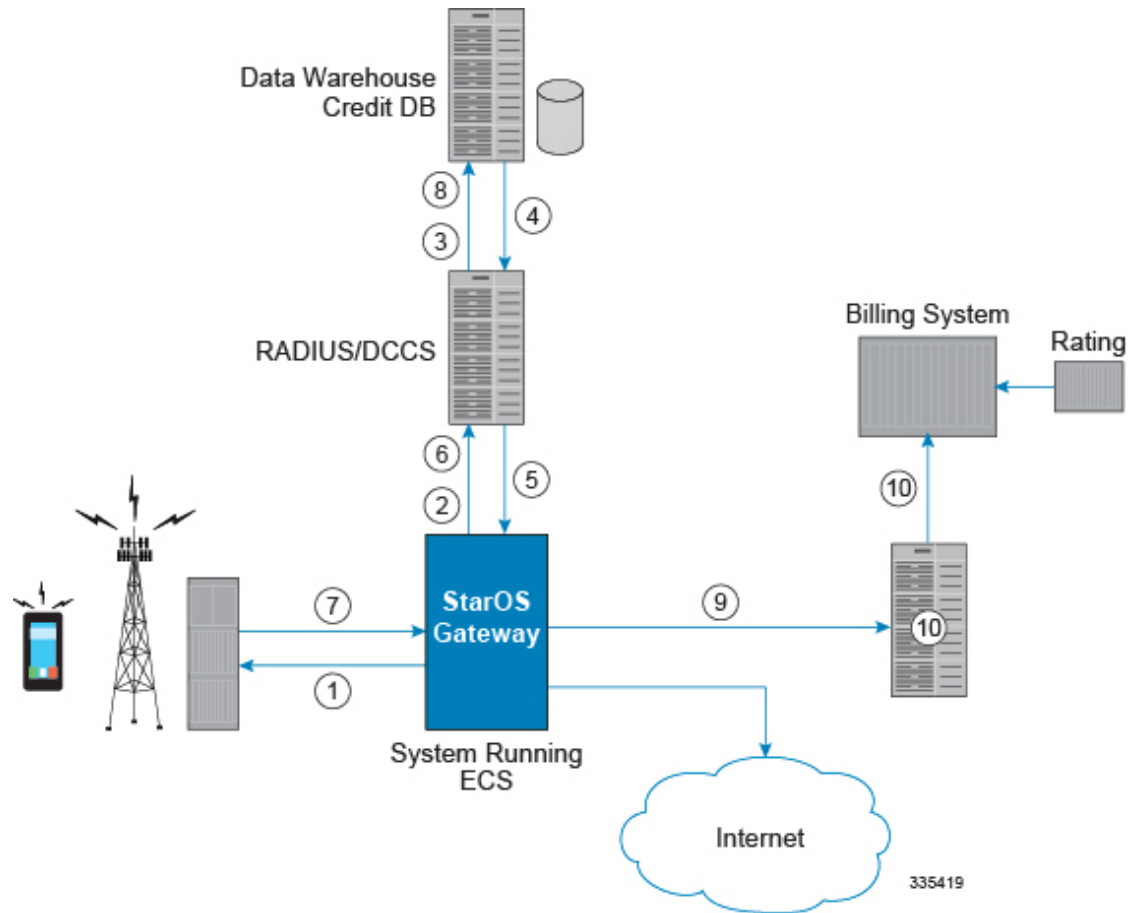 Data Warehouse
Credit DB
8
4
3
RADIUS/DCCS
Billing System
Rating
6
5
2
10
7
StarOS
Gateway
9
10
1
System Running
ECS
Internet
335419